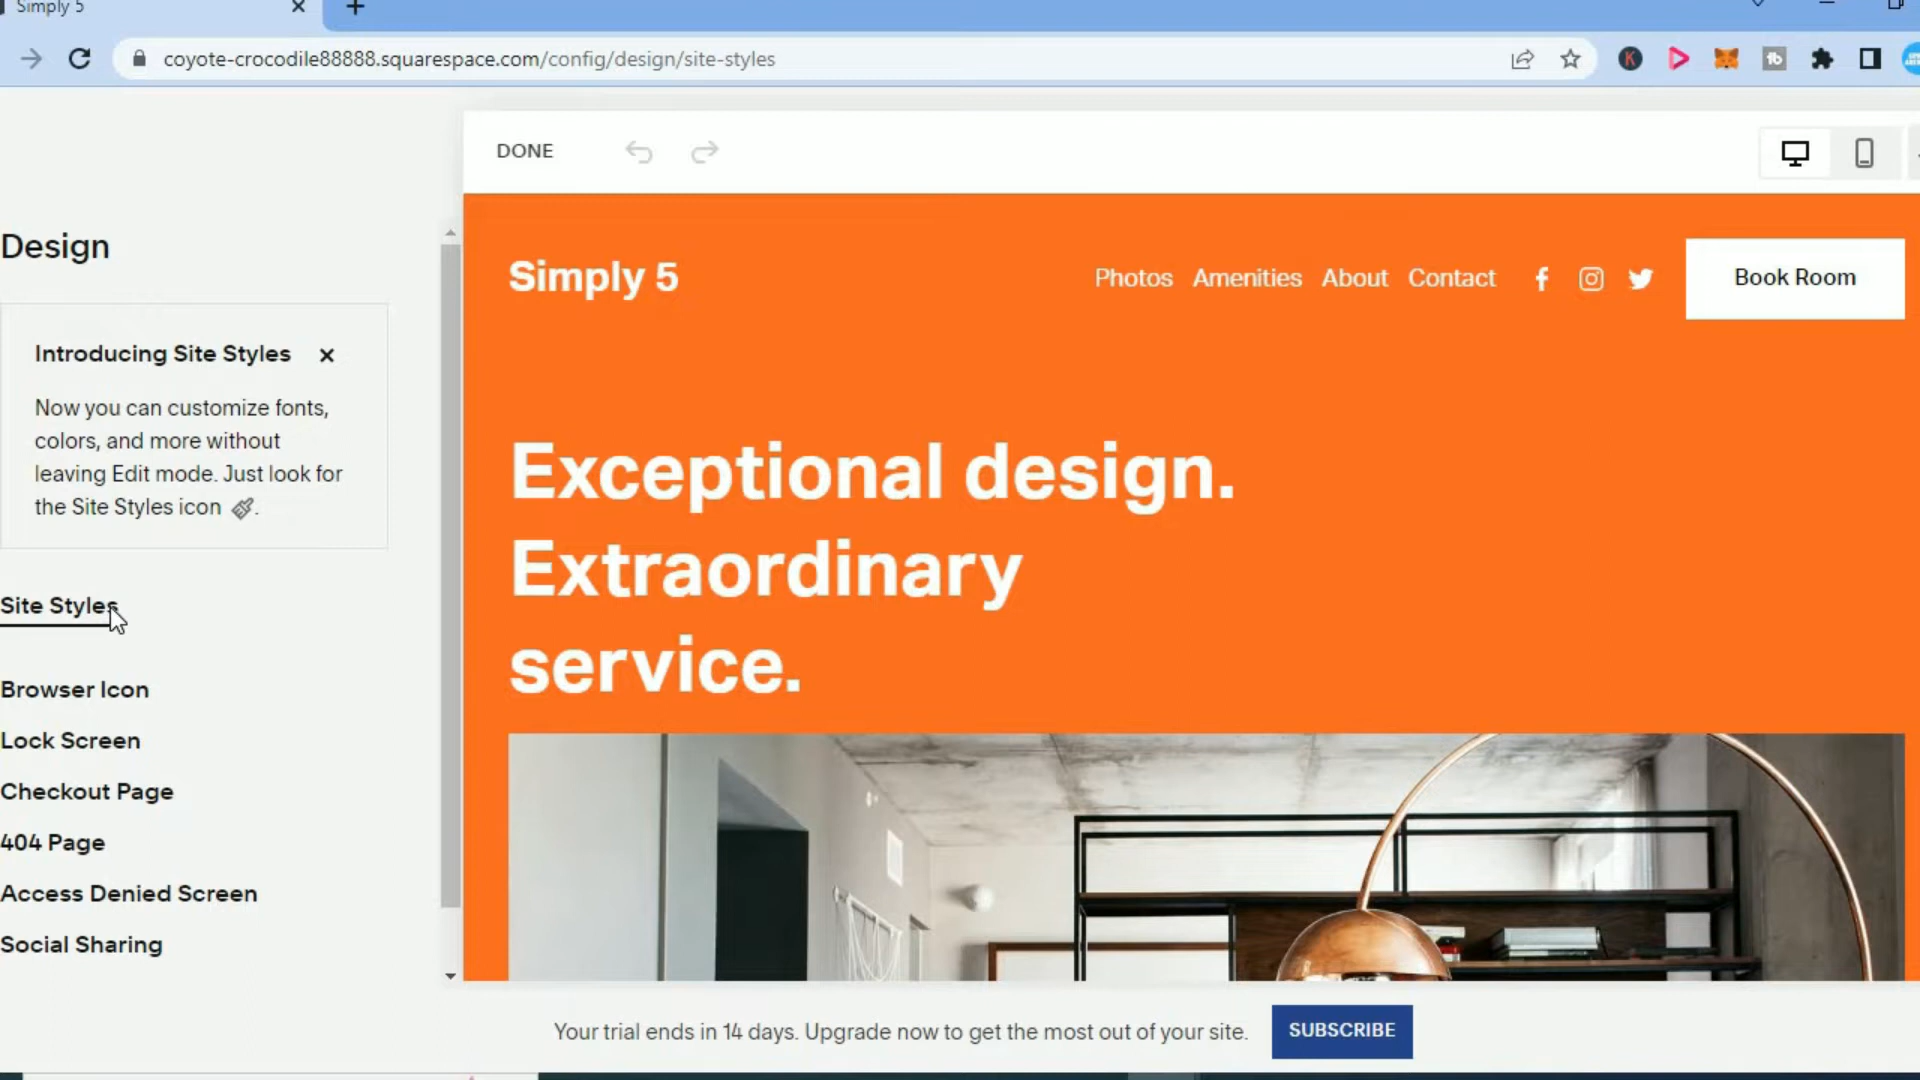 Simply 5
coyote-crocodile88888.squarespace.com/config/design/site-styles
DONE
Design
Introducing Site Styles
Now you can customize fonts,
colors, and more without
leaving Edit mode. Just look for
the Site Styles icon .
Site Styles
Browser Icon
Lock Screen
Checkout Page
404 Page
Access Denied Screen
Social Sharing
Simply 5
Photos Amenities About Contact
Book Room
Exceptional design.
Extraordinary
service.
Your trial ends in 14 days. Upgrade now to get the most out of your site.
SUBSCRIBE